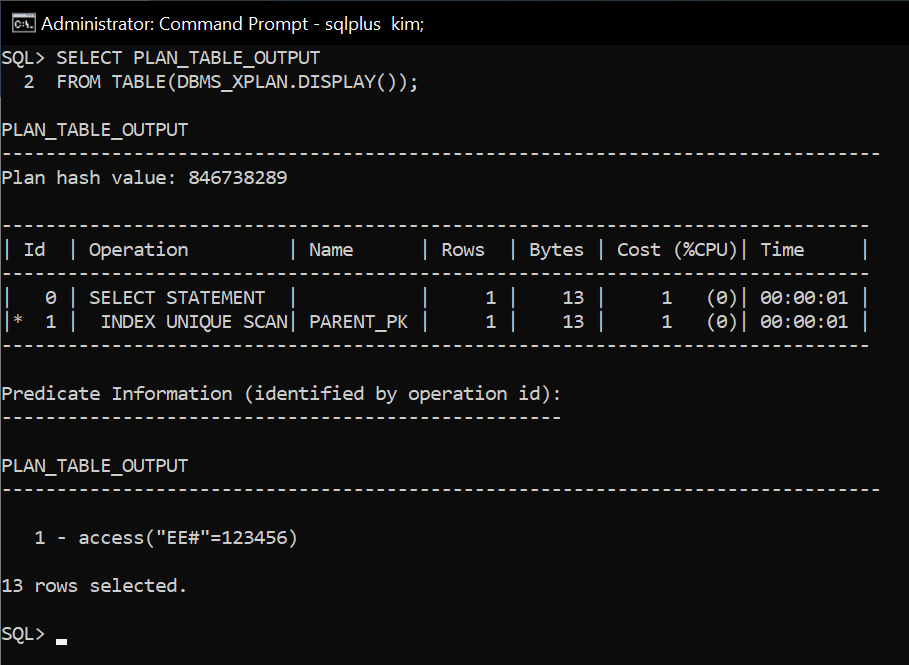 Administrator: Command Prompt - sqlplus  kim;
SQL> SELECT PLAN_TABLE_OUTPUT
  2  FROM TABLE(DBMS_XPLAN.DISPLAY());
PLAN_TABLE_OUTPUT
--------------------------------------------------------------------------------
Plan hash value: 846738289
-------------------------------------------------------------------------------
| Id  | Operation         | Name      | Rows  | Bytes | Cost (%CPU)| Time     |
-------------------------------------------------------------------------------
|   0 | SELECT STATEMENT  |           |     1 |    13 |     1   (0)| 00:00:01 |
|*  1 |  INDEX UNIQUE SCAN| PARENT_PK |     1 |    13 |     1   (0)| 00:00:01 |
-------------------------------------------------------------------------------
Predicate Information (identified by operation id):
---------------------------------------------------
PLAN_TABLE_OUTPUT
--------------------------------------------------------------------------------
   1 - access("EE#"=123456)
13 rows selected.
SQL>